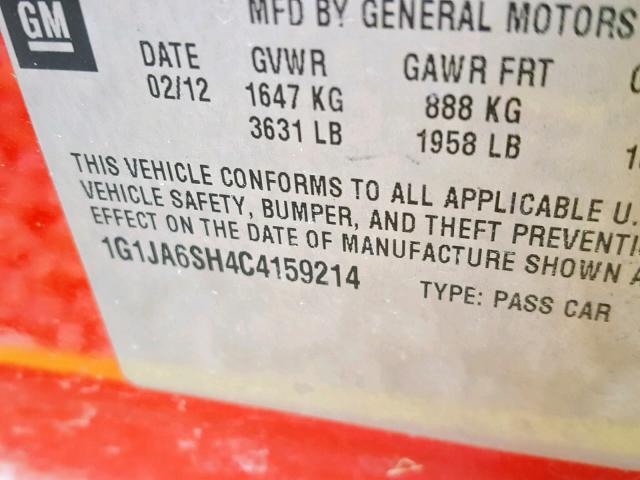 GM
MFD BY GENERAL MOTORS
DATE GVWR GAWR FRT
02/12 1647 KG 888 KG
3631 LB 1958 LB
THIS VEHICLE CONFORMS TO ALL APPLICABLE U.
VEHICLE SAFETY, BUMPER, AND THEFT
EFFECT ON THE DATE OF MANUFACTURE SHOWN
1G1JA6SH4C4159214 TYPE: PASS CAR